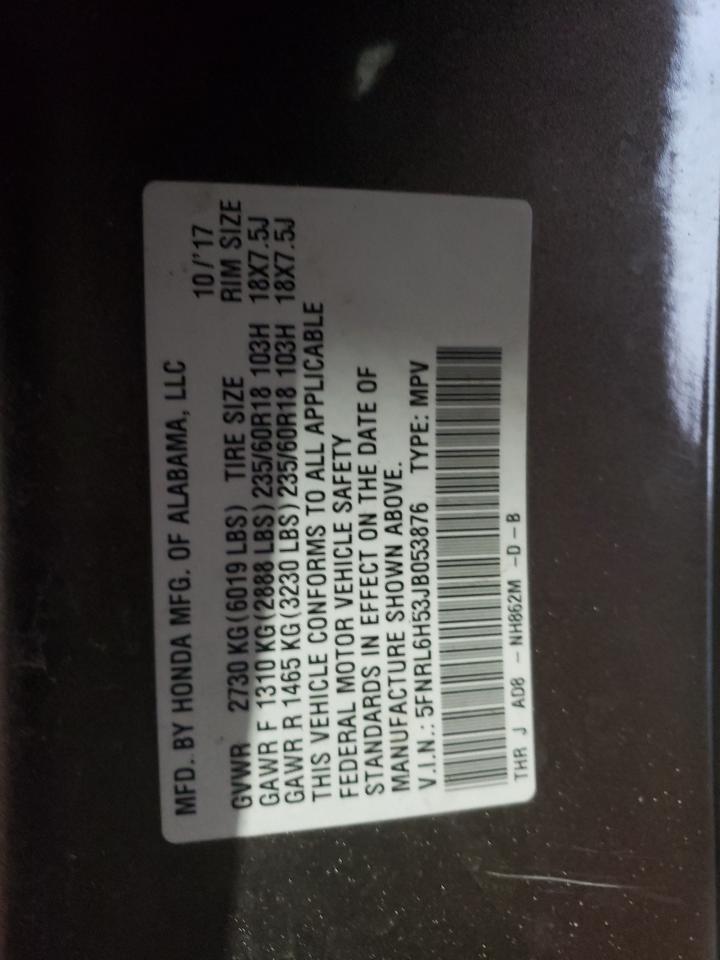 MFD. BY HONDA MFG. OF ALABAMA, LLC
10/'17
GVWR 2730 KG(6019 LBS) TIRE SIZE RIM SIZE
GAWR F 1310 KG(2888 LBS) 235/60R18 103H 18X7.5J
GAWR R 1465 KG(3230 LBS) 235/60R18 103H 18X7.5J
THIS VEHICLE CONFORMS TO ALL APPLICABLE
FEDERAL MOTOR VEHICLE SAFETY
STANDARDS IN EFFECT ON THE DATE OF
MANUFACTURE SHOWN ABOVE.
V.I.N.: 5FNRL6H53JB053876 TYPE: MPV
THR J AD8 - NH862M -D-B